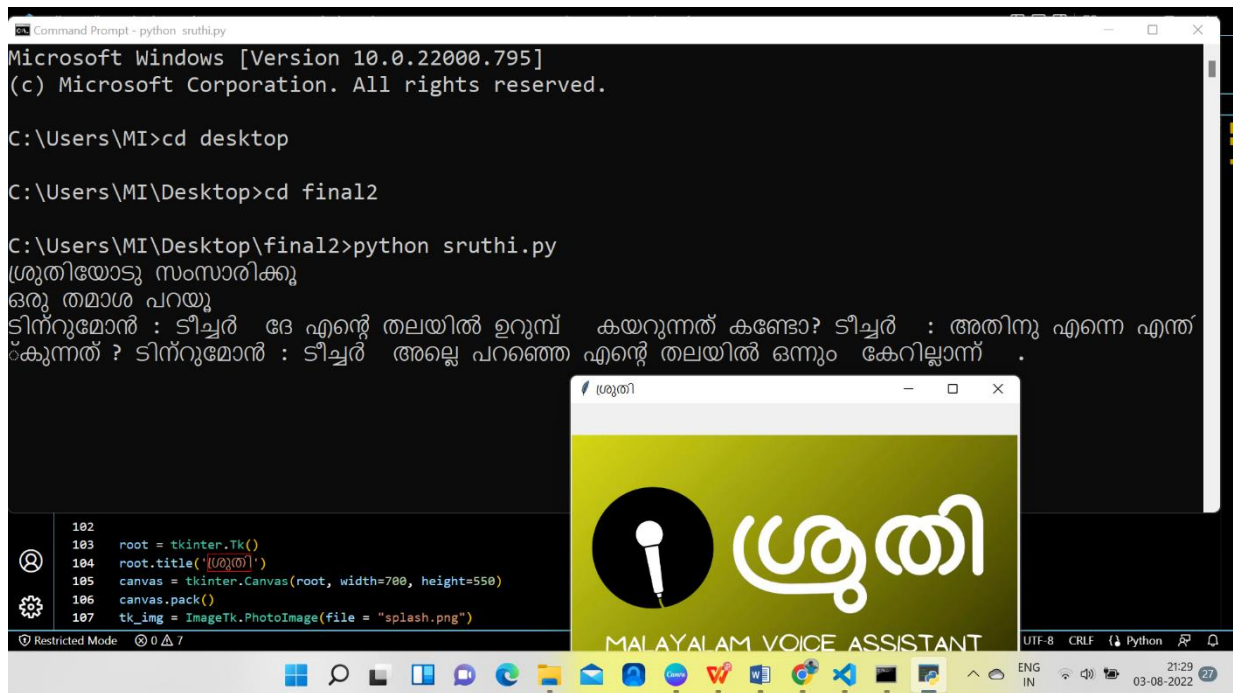 Command Prompt - python sruthi.py
Microsoft Windows [Version 10.0.22000.795]
(c) Microsoft Corporation. All rights reserved.
C:\Users\MI>cd desktop
C:\Users\MI\Desktop>cd final2
C:\Users\MI\Desktop\final2>python sruthi.py
ശ്രുതിയോടു സംസാരിക്കൂ
ഒരു തമാശ പറയൂ
ടിന്റുമോൻ : ടീച്ചർ ദേ എന്റെ തലയിൽ ഉറുമ്പ് കയറുന്നത് കണ്ടോ? ടീച്ചർ : അതിനു എന്നെ എന്ത്
്കുന്നത് ? ടിന്റുമോൻ : ടീച്ചർ അല്ലെ പറഞ്ഞെ എന്റെ തലയിൽ ഒന്നും കേറില്ലാന്ന് .
ശ്രുതി
ശ്രുതി
MALAYALAM VOICE ASSISTANT
102
103 root = tkinter.Tk()
104 root.title('ശ്രുതി')
105 canvas = tkinter.Canvas(root, width=700, height=550)
106 canvas.pack()
107 tk_img = ImageTk.PhotoImage(file = "splash.png")
Restricted Mode 0 7 UTF-8 CRLF Python
ENG IN 21:29 03-08-2022 27